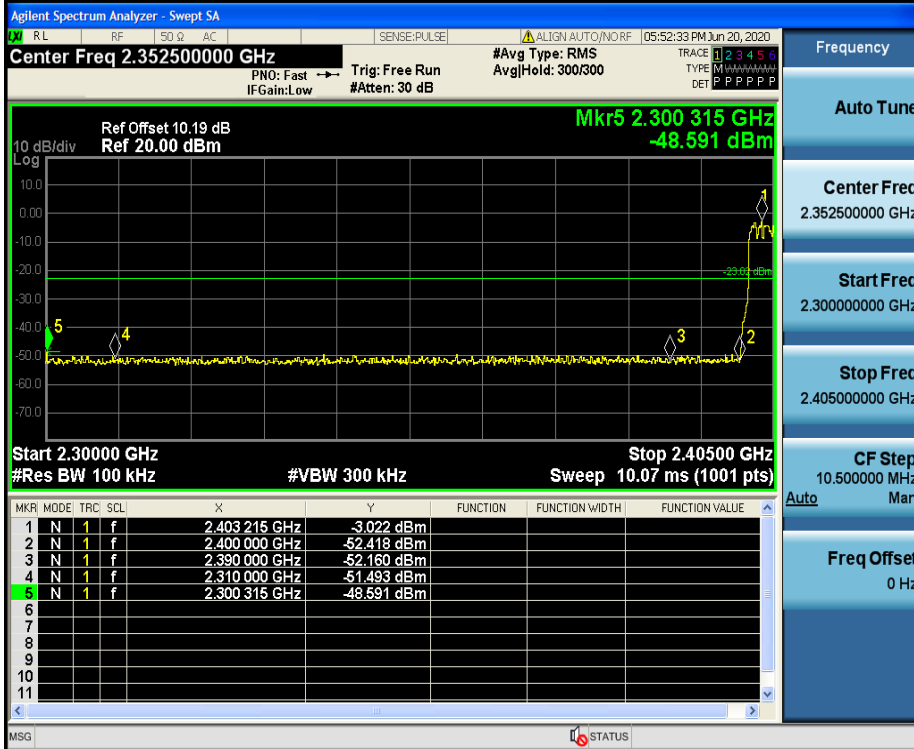 Agilent Spectrum Analyzer - Swept SA
LXI RL RF 50 Ω AC SENSE:PULSE ALIGN AUTO/NO RF 05:52:33 PM Jun 20, 2020
Center Freq 2.352500000 GHz
PNO: Fast
IFGain:Low
Trig: Free Run
#Atten: 30 dB
#Avg Type: RMS
Avg|Hold: 300/300
TRACE 1 2 3 4 5 6
TYPE M WWWWW
DET P P P P P P
Mkr5 2.300 315 GHz
-48.591 dBm
Ref Offset 10.19 dB
10 dB/div Ref 20.00 dBm
Log
10.0
0.00
-10.0
-20.0
-30.0
-40.0
-50.0
-60.0
-70.0
1
-23.02 dBm
5
4
3
2
Start 2.30000 GHz Stop 2.40500 GHz
#Res BW 100 kHz #VBW 300 kHz Sweep 10.07 ms (1001 pts)
MKR MODE TRC SCL X Y FUNCTION FUNCTION WIDTH FUNCTION VALUE
1 N 1 f 2.403 215 GHz -3.022 dBm
2 N 1 f 2.400 000 GHz -52.418 dBm
3 N 1 f 2.390 000 GHz -52.160 dBm
4 N 1 f 2.310 000 GHz -51.493 dBm
5 N 1 f 2.300 315 GHz -48.591 dBm
6
7
8
9
10
11
MSG STATUS
Frequency
Auto Tune
Center Freq
2.352500000 GHz
Start Freq
2.300000000 GHz
Stop Freq
2.405000000 GHz
CF Step
10.500000 MHz
Auto Man
Freq Offset
0 Hz